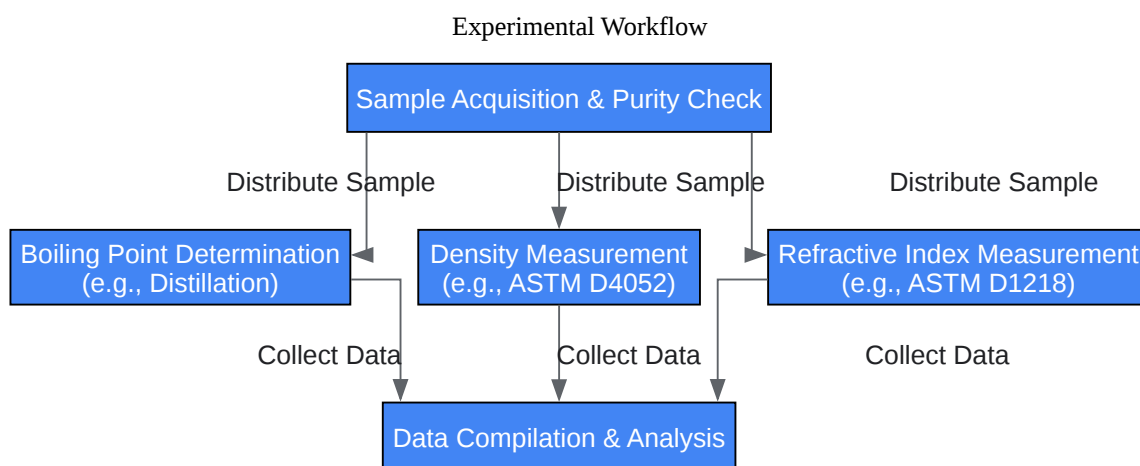 Experimental Workflow
Sample Acquisition & Purity Check
Distribute Sample
Distribute Sample
Distribute Sample
Boiling Point Determination
(e.g., Distillation)
Density Measurement
(e.g., ASTM D4052)
Refractive Index Measurement
(e.g., ASTM D1218)
Collect Data
Collect Data
Collect Data
Data Compilation & Analysis